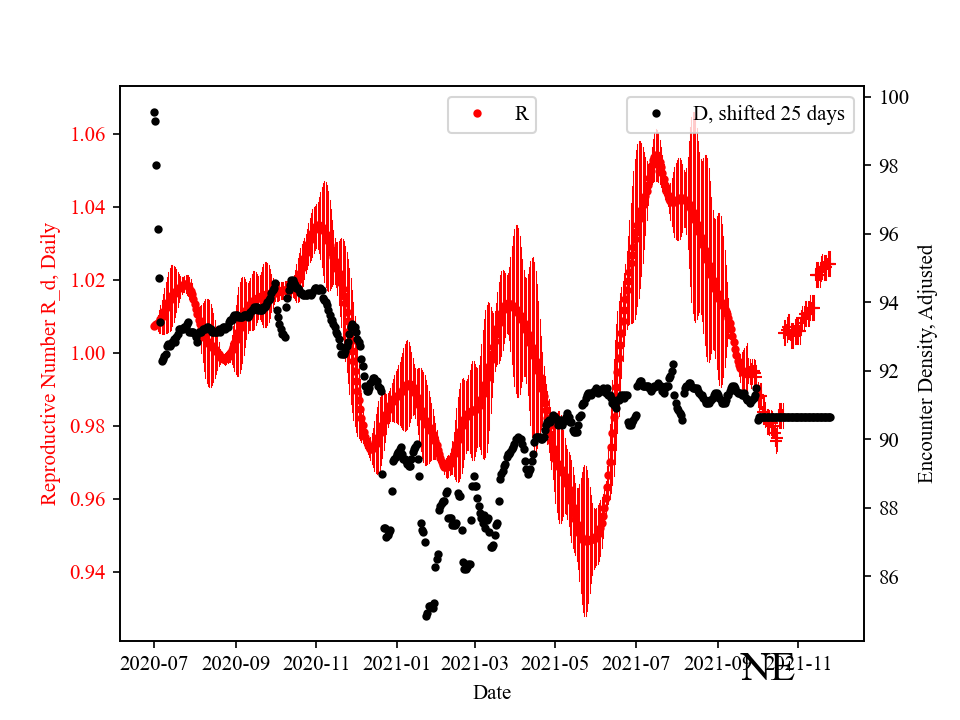 R
D, shifted 25 days
Reproductive Number R_d, Daily
1.06
1.04
1.02
1.00
0.98
0.96
0.94
100
98
96
94
92
90
88
86
Encounter Density, Adjusted
2020-07 2020-09 2020-11 2021-01 2021-03 2021-05 2021-07 2021-09 2021-11
NE
Date